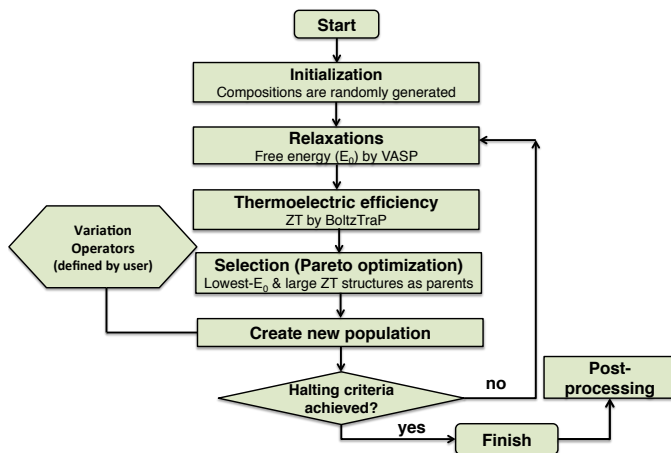 Start
Initialization
Compositions are randomly generated
Relaxations
Free energy (E₀) by VASP
Thermoelectric efficiency
ZT by BoltzTraP
Variation
Operators
(defined by user)
Selection (Pareto optimization)
Lowest-E₀ & large ZT structures as parents
Create new population
Halting criteria
achieved?
no
yes
Finish
Post-
processing